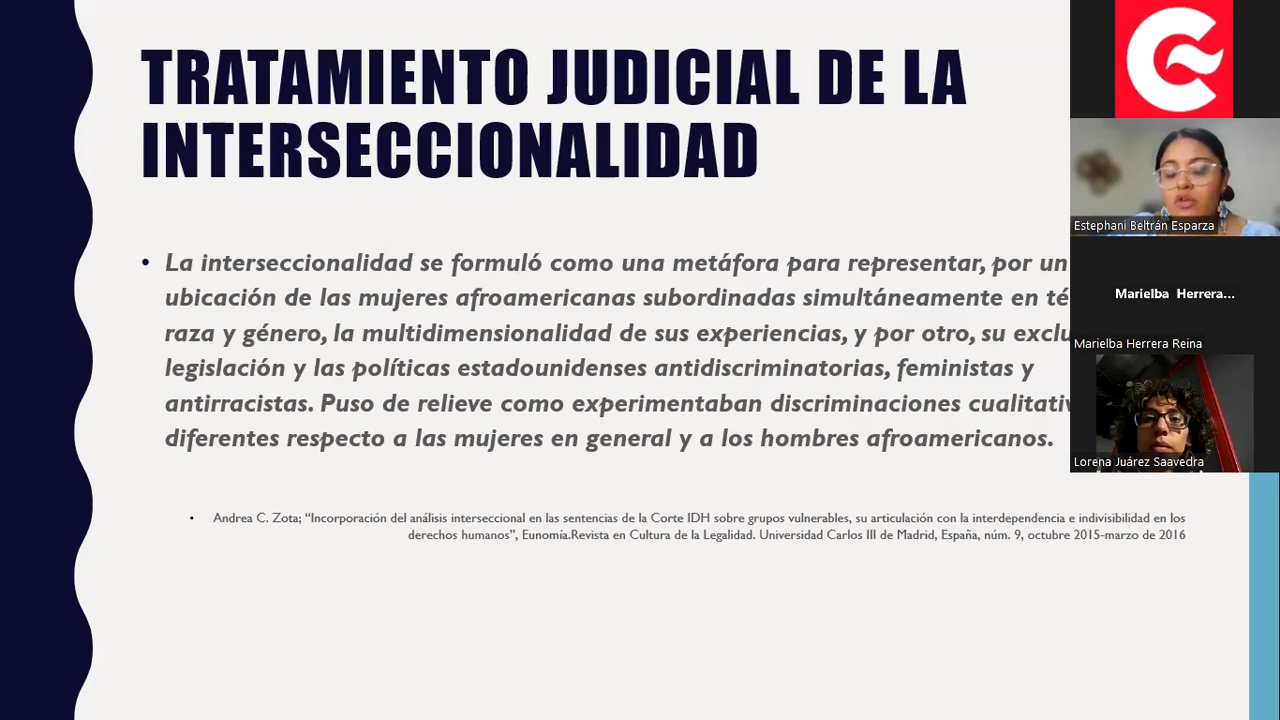 TRATAMIENTO JUDICIAL DE LA
INTERSECCIONALIDAD
• La interseccionalidad se formuló como una metáfora para representar, por un
ubicación de las mujeres afroamericanas subordinadas simultáneamente en té
raza y género, la multidimensionalidad de sus experiencias, y por otro, su exclu
legislación y las políticas estadounidenses antidiscriminatorias, feministas y
antirracistas. Puso de relieve como experimentaban discriminaciones cualitativ
diferentes respecto a las mujeres en general y a los hombres afroamericanos.
• Andrea C. Zota; “Incorporación del análisis interseccional en las sentencias de la Corte IDH sobre grupos vulnerables, su articulación con la interdependencia e indivisibilidad en los
derechos humanos”, Eunomía.Revista en Cultura de la Legalidad. Universidad Carlos III de Madrid, España, núm. 9, octubre 2015-marzo de 2016
Estephani Beltrán Esparza
Marielba Herrera...
Marielba Herrera Reina
Lorena Juárez Saavedra